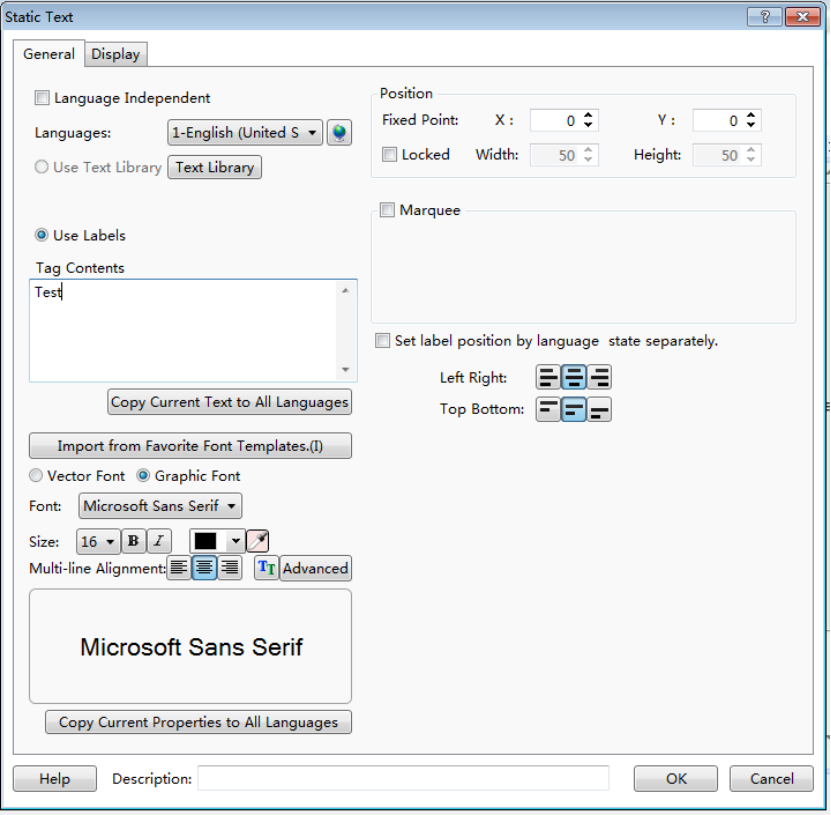 Static Text
General Display
Language Independent
Languages: 1-English (United S
Use Text Library Text Library
Use Labels
Tag Contents
Test
Copy Current Text to All Languages
Import from Favorite Font Templates.(I)
Vector Font Graphic Font
Font: Microsoft Sans Serif
Size: 16 B I
Multi-line Alignment: TT Advanced
Microsoft Sans Serif
Copy Current Properties to All Languages
Position
Fixed Point: X : 0 Y : 0
Locked Width: 50 Height: 50
Marquee
Set label position by language state separately.
Left Right:
Top Bottom:
Help Description: OK Cancel